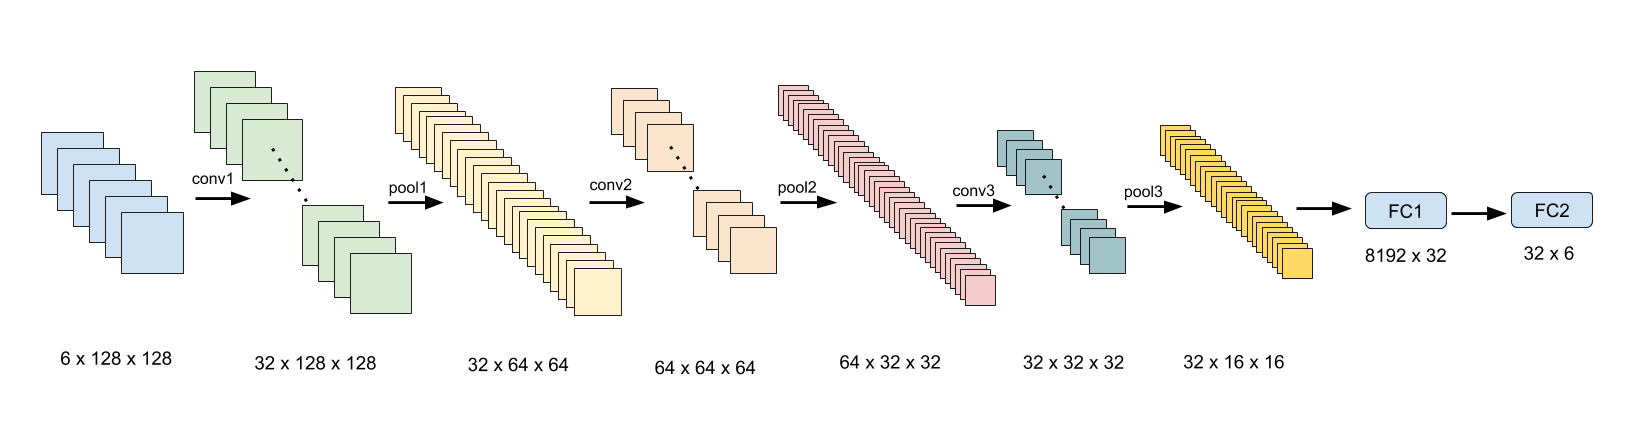 conv1
pool1
conv2
pool2
conv3
pool3
FC1
FC2
8192 x 32
32 x 6
6 x 128 x 128
32 x 128 x 128
32 x 64 x 64
64 x 64 x 64
64 x 32 x 32
32 x 32 x 32
32 x 16 x 16